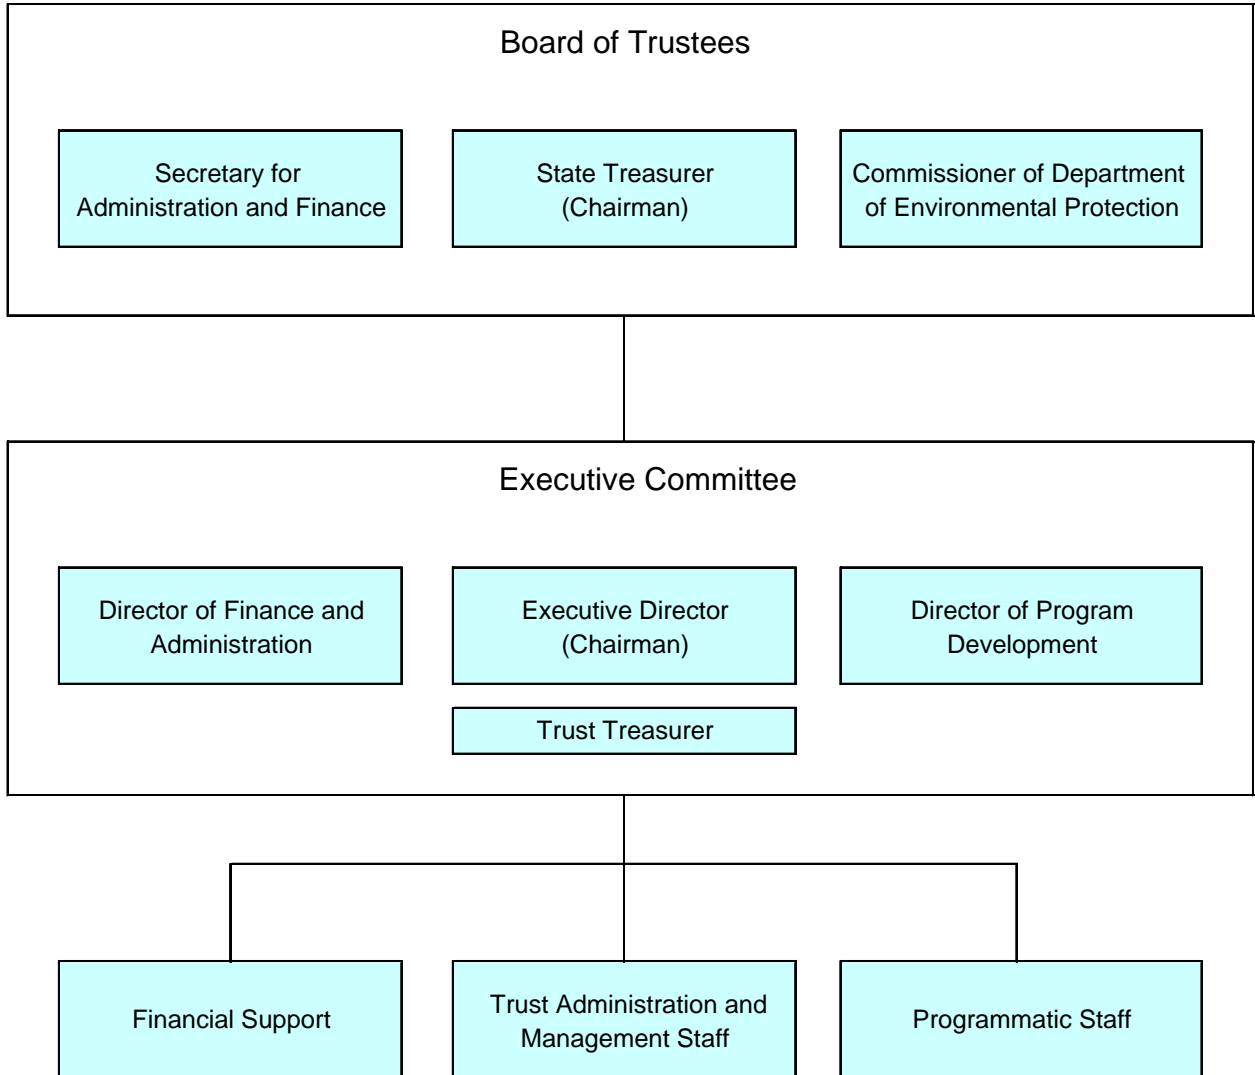 Board of Trustees
Secretary for
Administration and Finance
State Treasurer
(Chairman)
Commissioner of Department
of Environmental Protection
Executive Committee
Director of Finance and
Administration
Executive Director
(Chairman)
Director of Program
Development
Trust Treasurer
Financial Support
Trust Administration and
Management Staff
Programmatic Staff